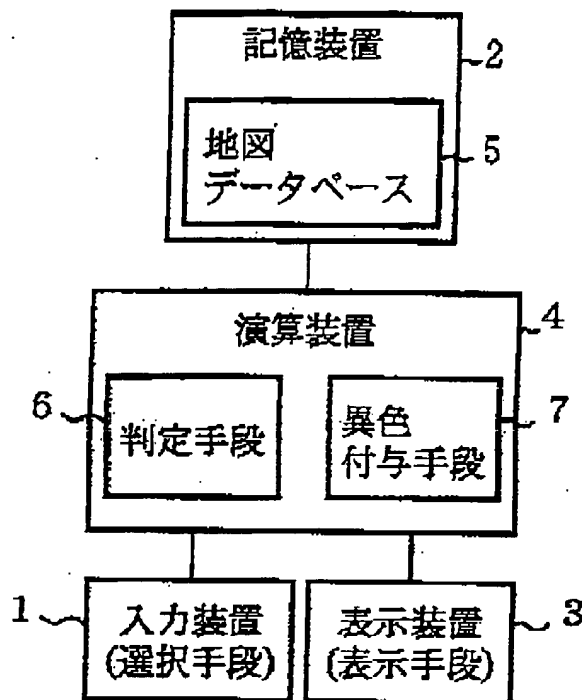 記憶装置
2
地図
データベース
5
演算装置
4
6
判定手段
異色
付与手段
7
1
入力装置
(選択手段)
表示装置
(表示手段)
3